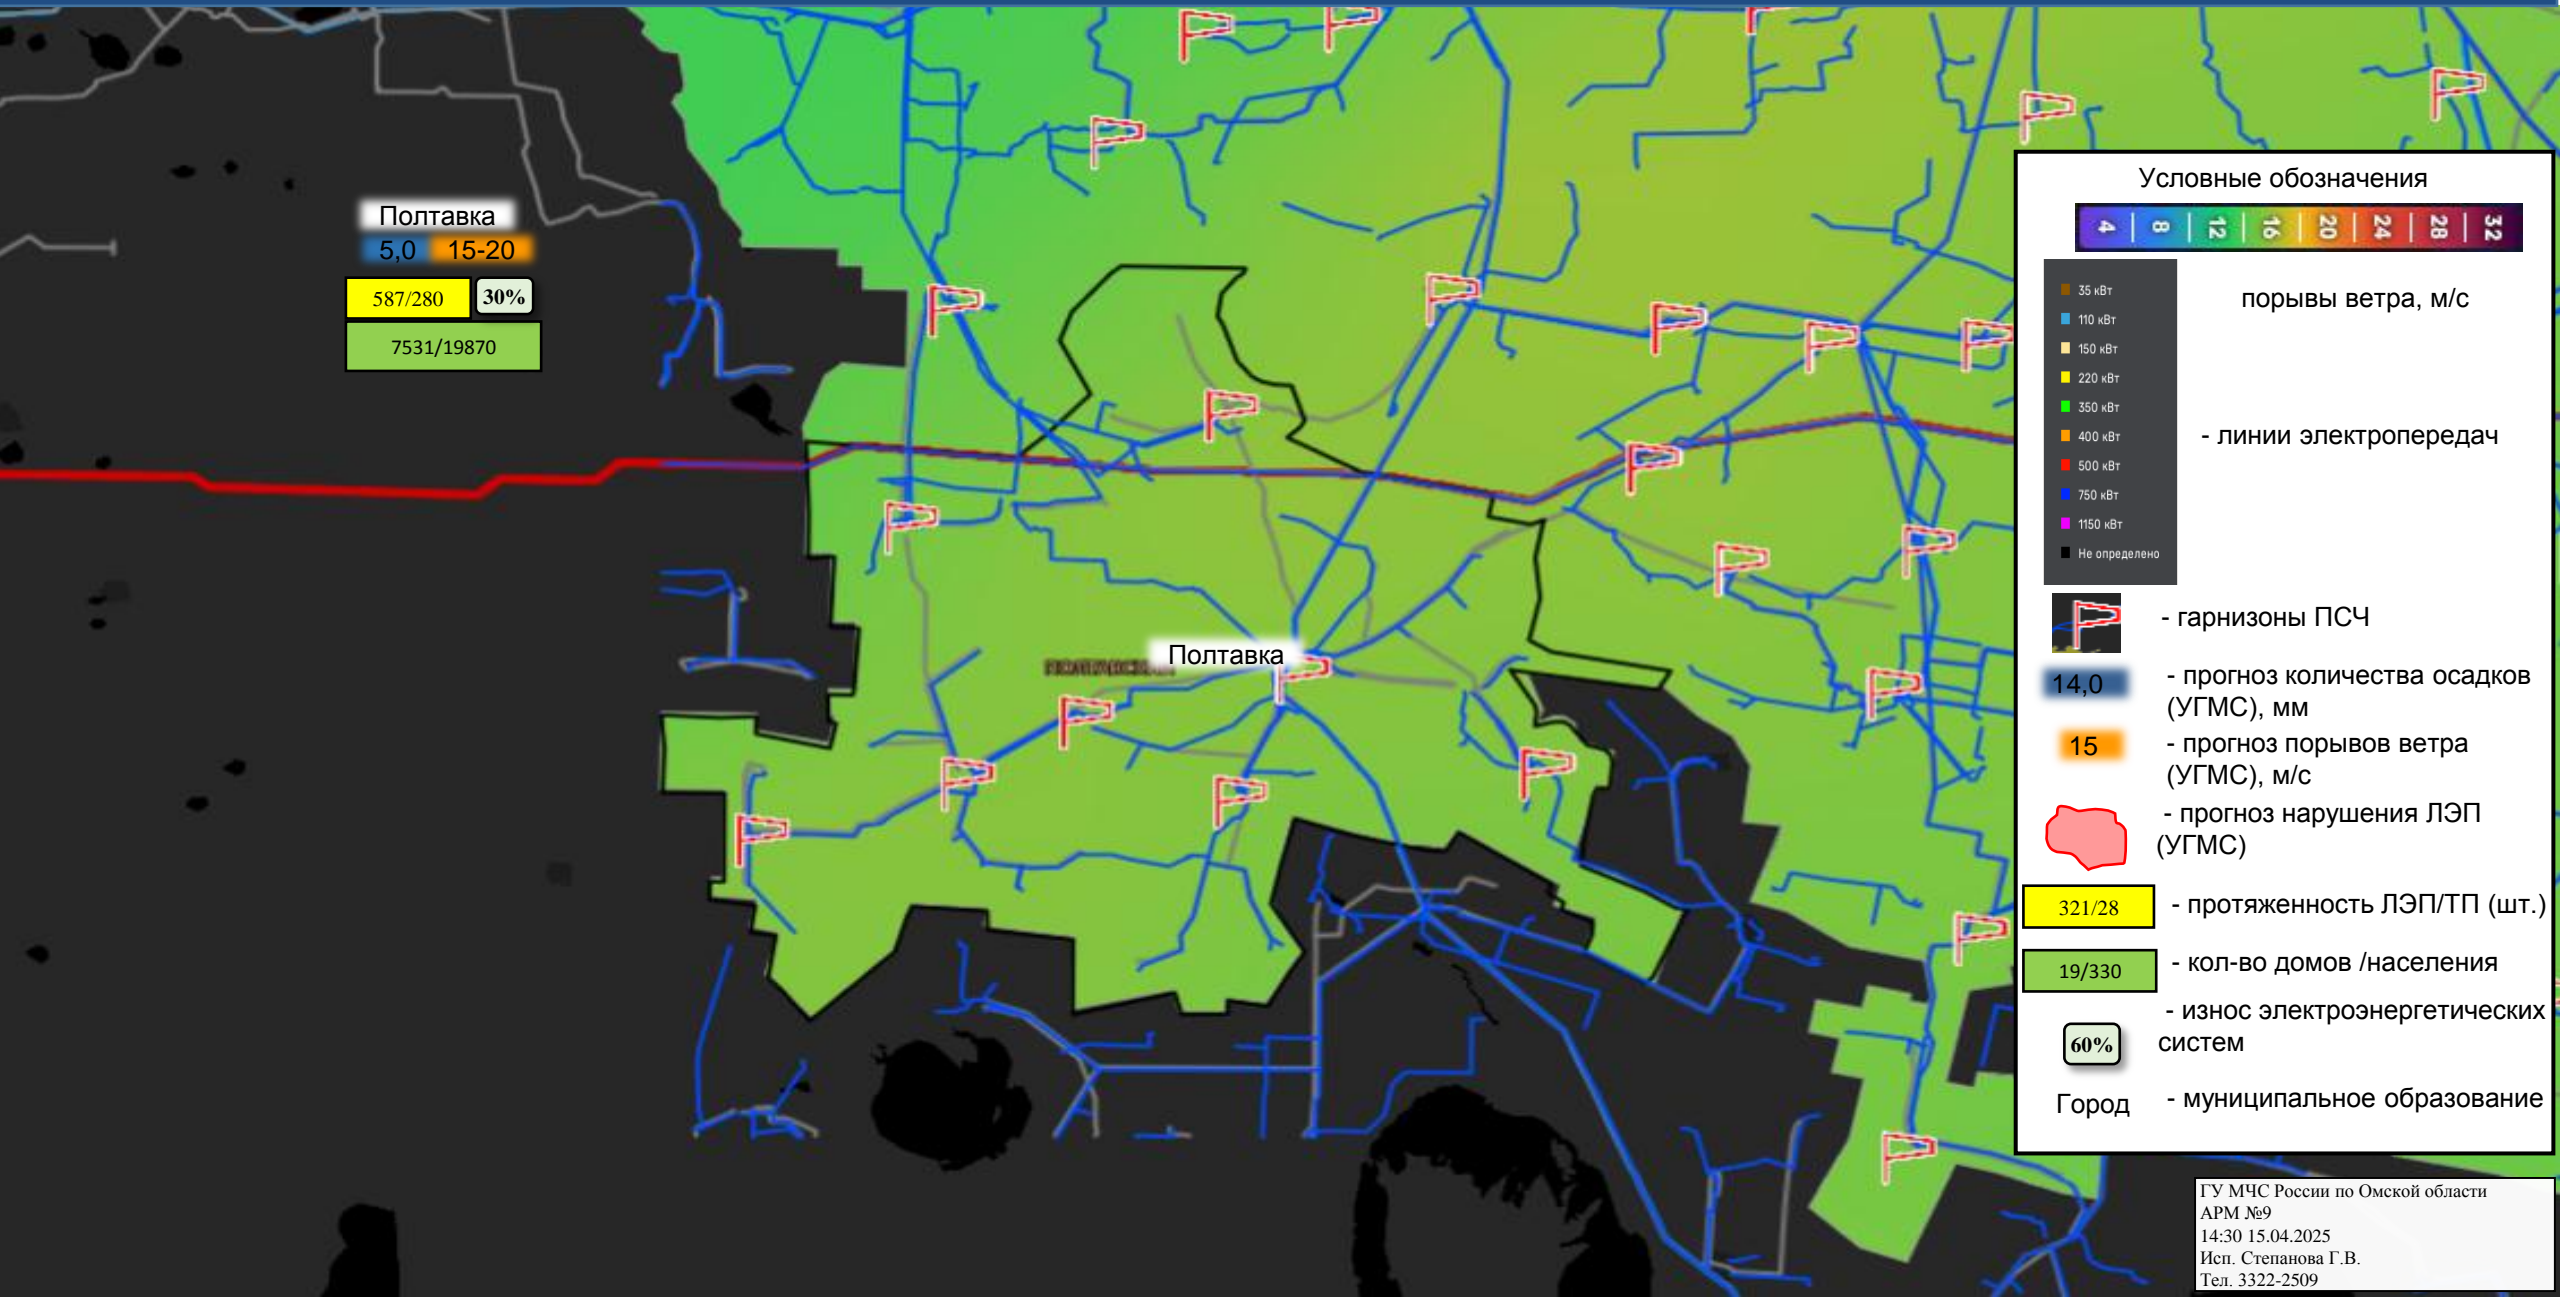 Полтавка
5,0 15-20
587/280 30%
7531/19870
Полтавка
Условные обозначения
4 8 12 16 20 24 28 32
порывы ветра, м/с
35 кВт
110 кВт
150 кВт
220 кВт
350 кВт
400 кВт
500 кВт
750 кВт
1150 кВт
Не определено
- линии электропередач
- гарнизоны ПСЧ
14,0
- прогноз количества осадков
(УГМС), мм
15
- прогноз порывов ветра
(УГМС), м/с
- прогноз нарушения ЛЭП
(УГМС)
321/28
- протяженность ЛЭП/ТП (шт.)
19/330
- кол-во домов /населения
60%
- износ электроэнергетических
систем
Город
- муниципальное образование
ГУ МЧС России по Омской области
АРМ №9
14:30 15.04.2025
Исп. Степанова Г.В.
Тел. 3322-2509